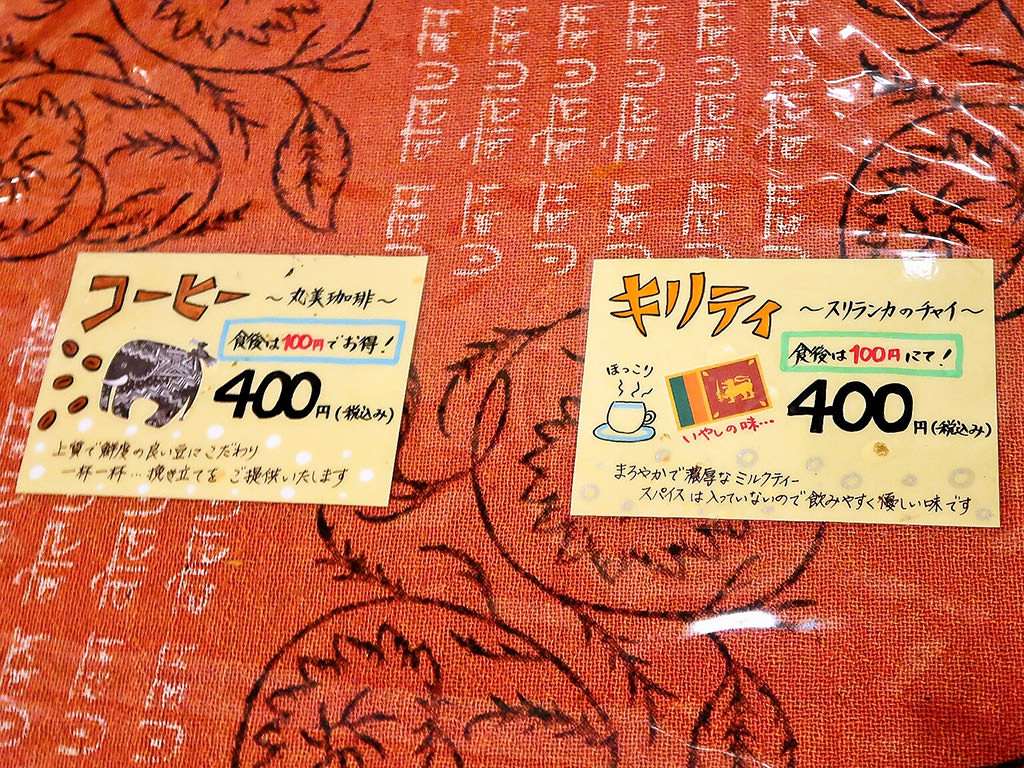 コーヒー ～丸美珈琲～
食後は100円でお得！
400円(税込み)
上質で鮮度の良い豆にこだわり
一杯一杯…挽き立てを ご提供いたします
キリティ ～スリランカのチャイ～
食後は100円にて！
ほっこり
いやしの味…
400円(税込み)
まろやかで濃厚なミルクティー
スパイスは入っていないので飲みやすく優しい味です